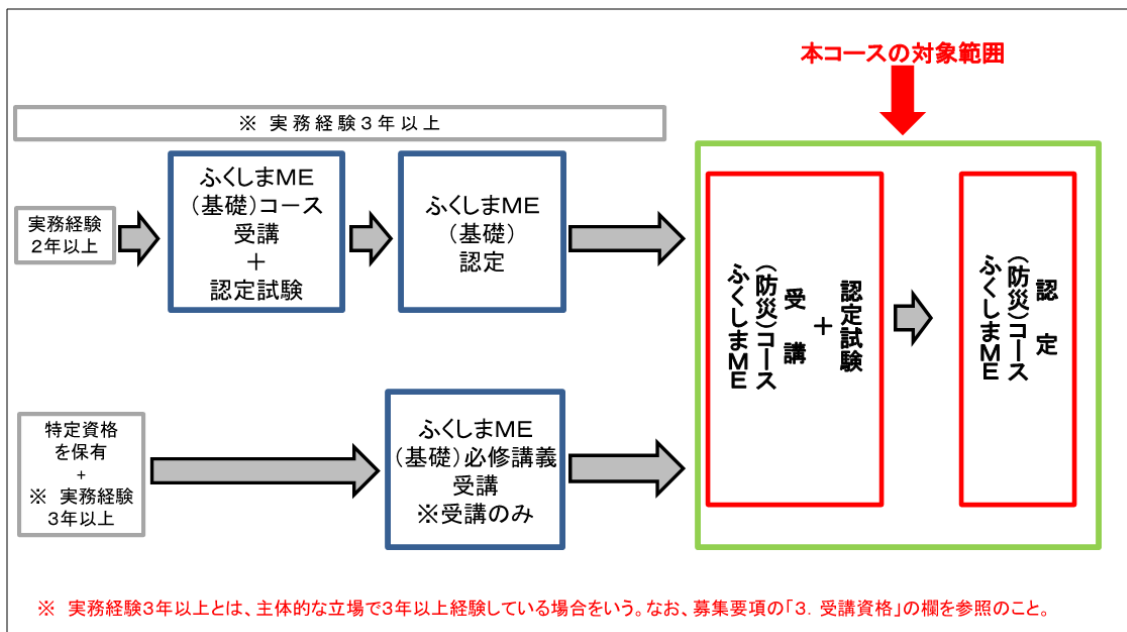 本コースの対象範囲
※ 実務経験3年以上
実務経験
2年以上
ふくしまME
(基礎)コース
受講
+
認定試験
ふくしまME
(基礎)
認定
特定資格
を保有
+
※ 実務経験
3年以上
ふくしまME
(基礎)必修講義
受講
※受講のみ
ふくしまME
(防災)コース
受講
+
認定試験
ふくしまME
(防災)コース
認定
※ 実務経験3年以上とは、主体的な立場で3年以上経験している場合をいう。なお、募集要項の「3. 受講資格」の欄を参照のこと。